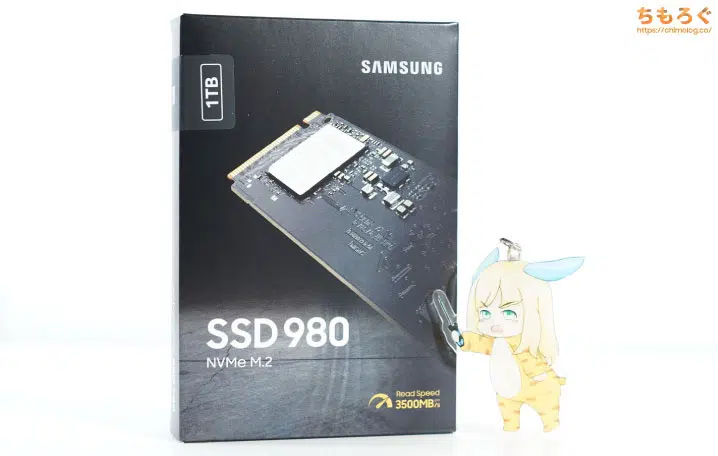 ちもろぐ
https://chimolog.co/
1TB
SAMSUNG
SSD 980
NVMe M.2
Read Speed
3500MB/s